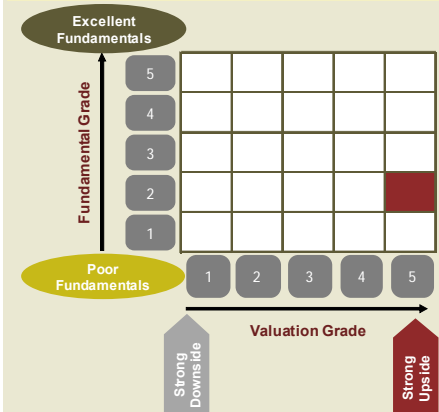 Excellent
Fundamentals
Fundamental Grade
5
4
3
2
1
Poor
Fundamentals
1 2 3 4 5
Valuation Grade
Strong
Downside
Strong
Upside